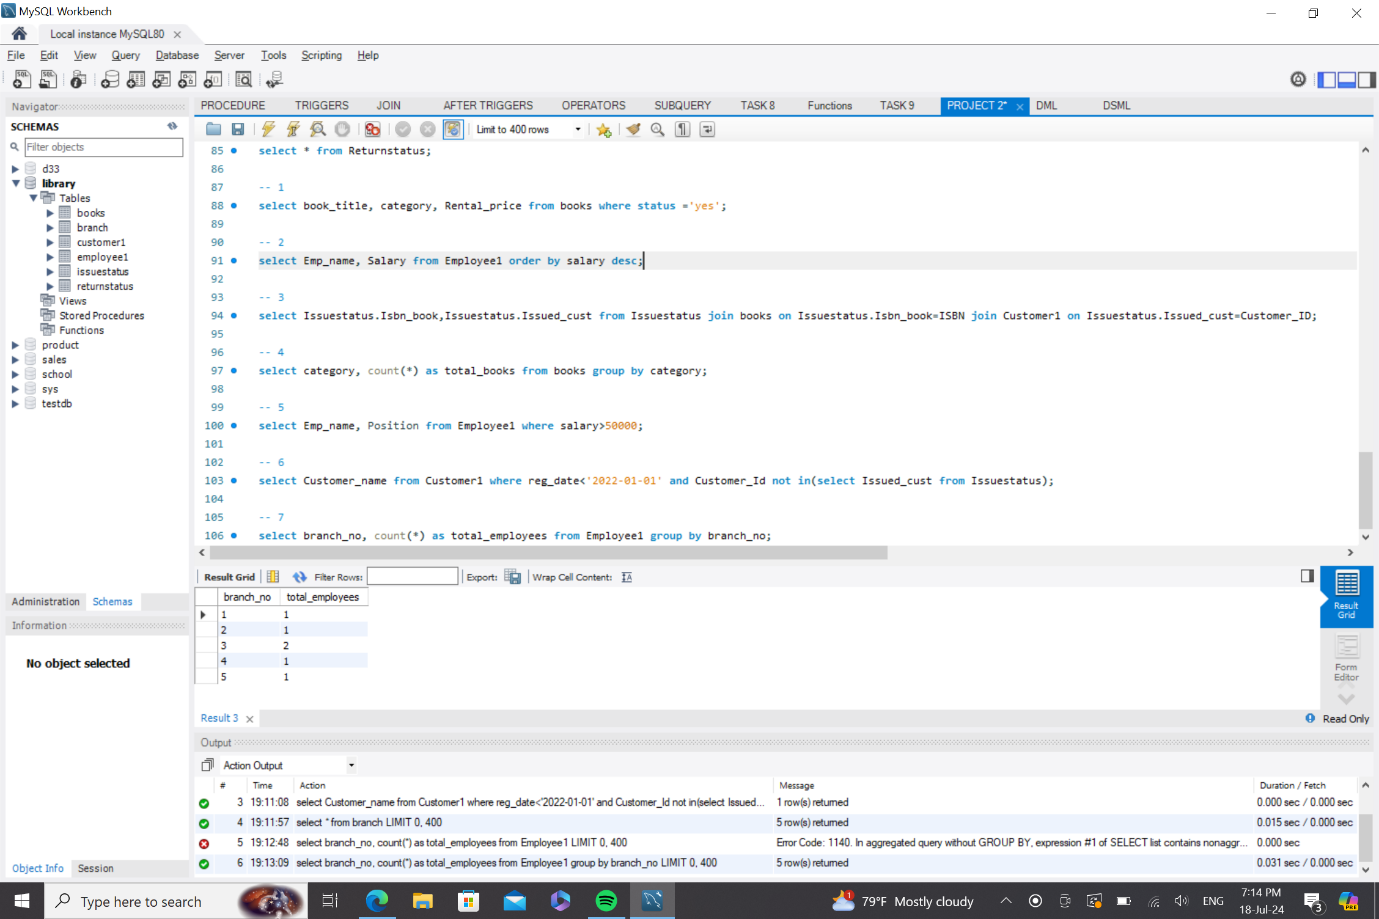 MySQL Workbench
Local instance MySQL80
File Edit View Query Database Server Tools Scripting Help
Navigator
PROCEDURE TRIGGERS JOIN AFTER TRIGGERS OPERATORS SUBQUERY TASK 8 Functions TASK 9 PROJECT 2* DML DSML
SCHEMAS
Limit to 400 rows
Filter objects
d33
library
Tables
books
branch
customer1
employee1
issuestatus
returnstatus
Views
Stored Procedures
Functions
product
sales
school
sys
testdb
85 select * from Returnstatus;
86
87 -- 1
88 select book_title, category, Rental_price from books where status ='yes';
89
90 -- 2
91 select Emp_name, Salary from Employee1 order by salary desc;
92
93 -- 3
94 select Issuestatus.Isbn_book,Issuestatus.Issued_cust from Issuestatus join books on Issuestatus.Isbn_book=ISBN join Customer1 on Issuestatus.Issued_cust=Customer_ID;
95
96 -- 4
97 select category, count(*) as total_books from books group by category;
98
99 -- 5
100 select Emp_name, Position from Employee1 where salary>50000;
101
102 -- 6
103 select Customer_name from Customer1 where reg_date<'2022-01-01' and Customer_Id not in(select Issued_cust from Issuestatus);
104
105 -- 7
106 select branch_no, count(*) as total_employees from Employee1 group by branch_no;
Administration Schemas
Information
No object selected
Object Info Session
Result Grid Filter Rows: Export: Wrap Cell Content:
branch_no total_employees
1 1
2 1
3 2
4 1
5 1
Result Grid
Form Editor
Result 3
Read Only
Output
Action Output
# Time Action Message Duration / Fetch
3 19:11:08 select Customer_name from Customer1 where reg_date<'2022-01-01' and Customer_Id not in(select Issued... 1 row(s) returned 0.000 sec / 0.000 sec
4 19:11:57 select * from branch LIMIT 0, 400 5 row(s) returned 0.015 sec / 0.000 sec
5 19:12:48 select branch_no, count(*) as total_employees from Employee1 LIMIT 0, 400 Error Code: 1140. In aggregated query without GROUP BY, expression #1 of SELECT list contains nonaggr... 0.000 sec
6 19:13:09 select branch_no, count(*) as total_employees from Employee1 group by branch_no LIMIT 0, 400 5 row(s) returned 0.031 sec / 0.000 sec
Type here to search
1
79°F Mostly cloudy
ENG
7:14 PM
18-Jul-24
3
PRE